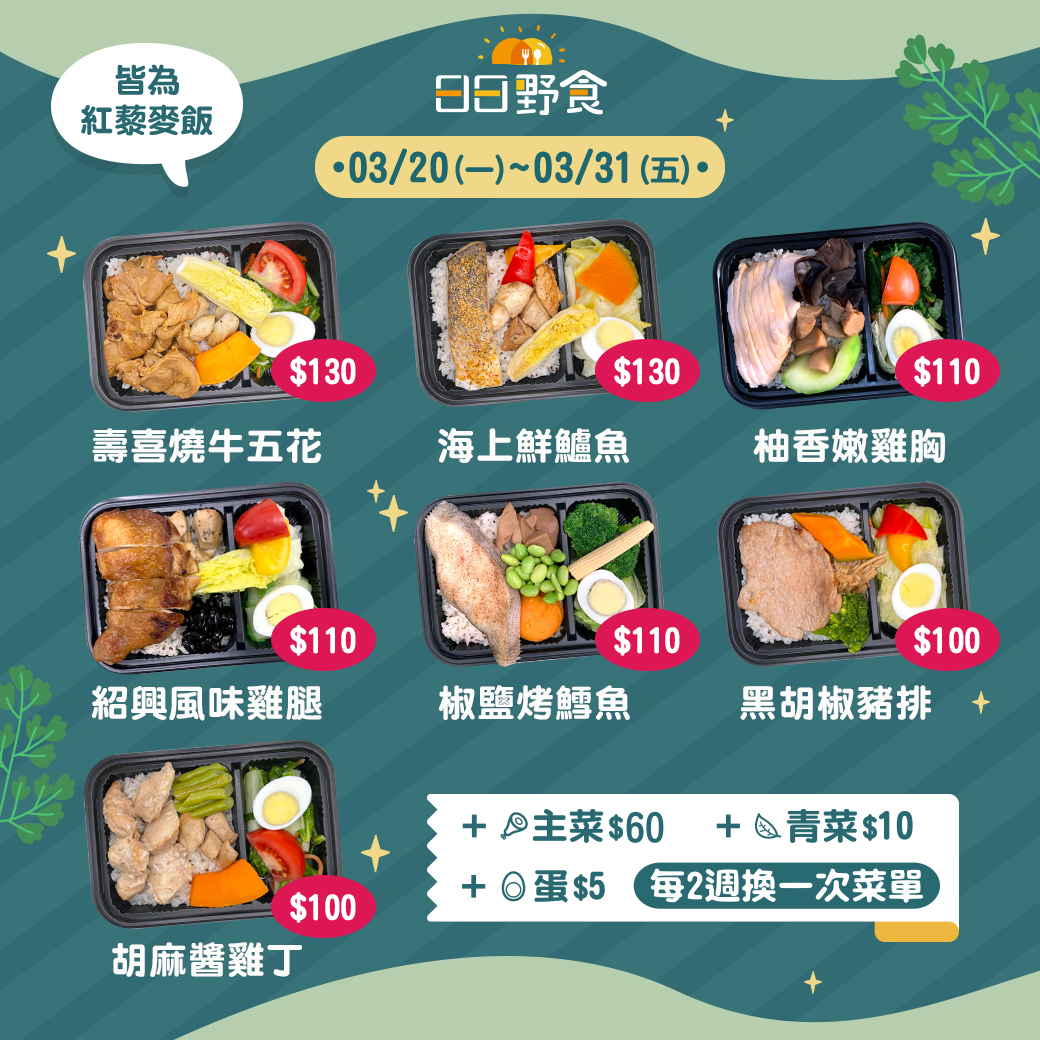 皆為
紅藜麥飯
日日野食
•03/20(一)~03/31(五)•
$130
$130
$110
壽喜燒牛五花
海上鮮鱸魚
柚香嫩雞胸
$110
$110
$100
紹興風味雞腿
椒鹽烤鱈魚
黑胡椒豬排
$100
胡麻醬雞丁
+ 主菜$60
+ 青菜$10
+ 蛋$5
每2週換一次菜單